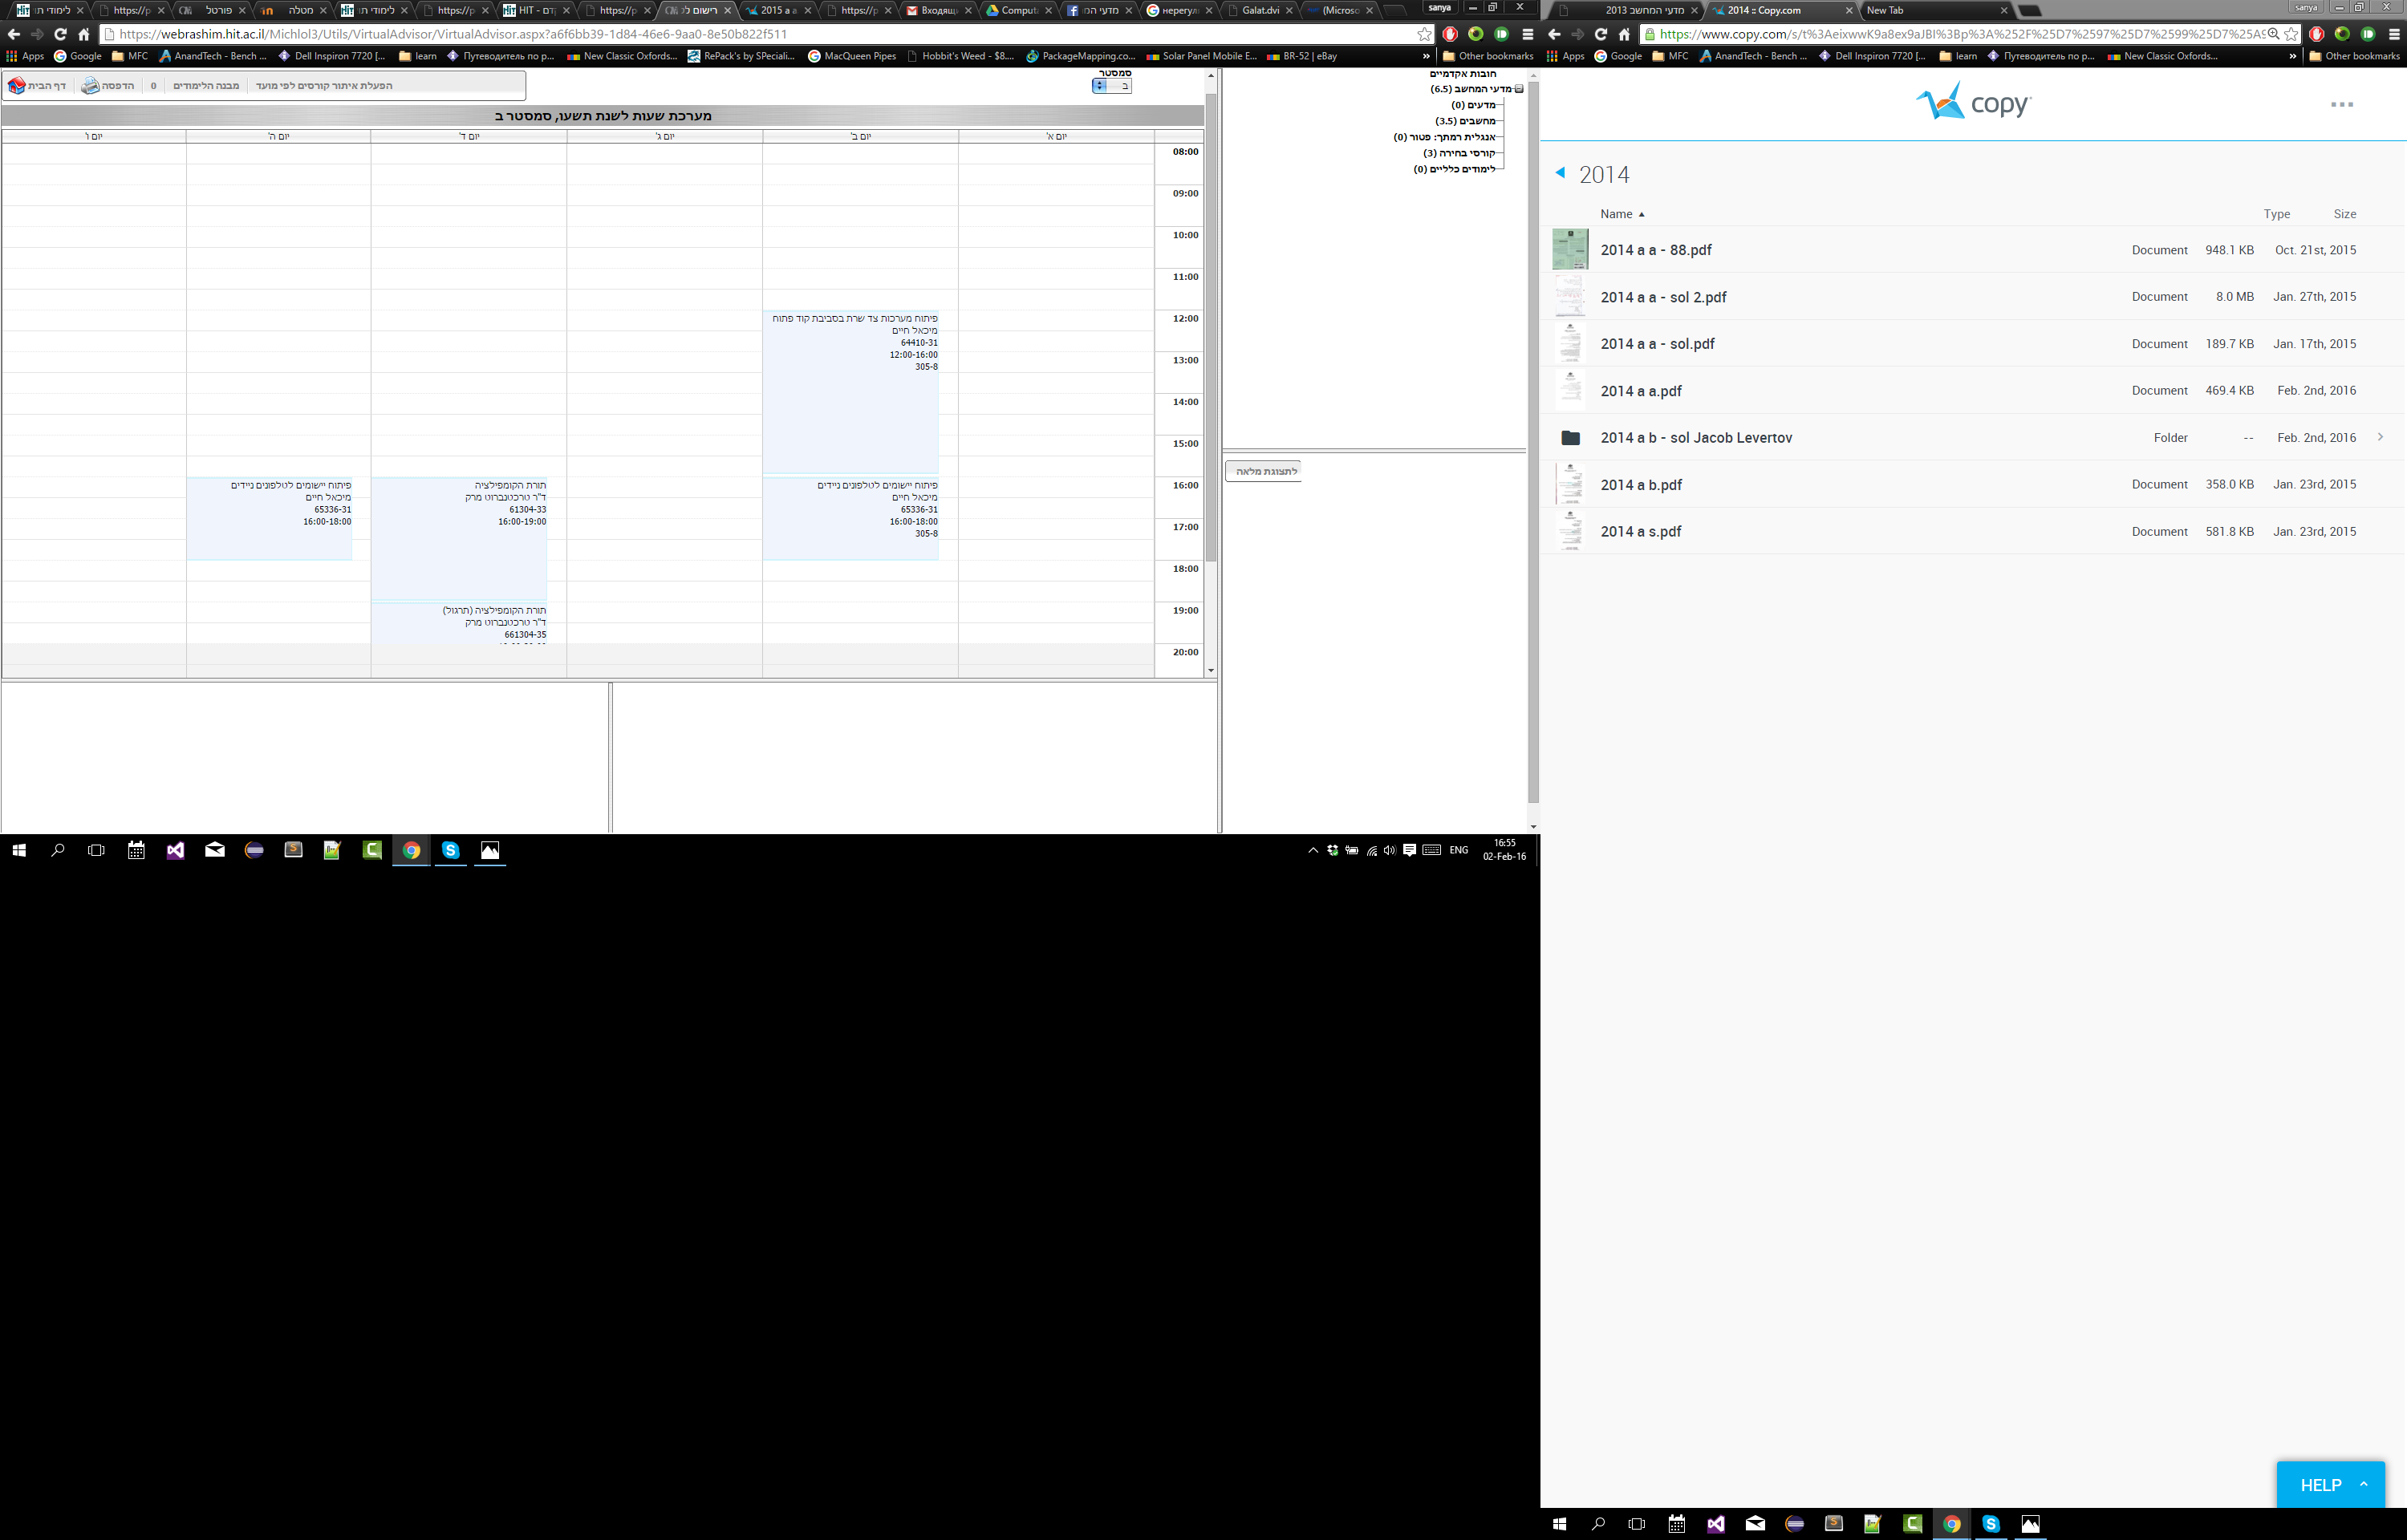 לימודי תו
https://p
פורטל
מטלה
לימודי תו
https://p
HIT - קדם
https://p
רישום לק
2015 a a
https://p
Входящи
Comput
מדעי המ
нерегул
Galat.dvi
(Microso
sanya
https://webrashim.hit.ac.il/Michlol3/Utils/VirtualAdvisor/VirtualAdvisor.aspx?a6f6bb39-1d84-46e6-9aa0-8e50b822f511
Apps
Google
MFC
AnandTech - Bench ...
Dell Inspiron 7720 [...
learn
Путеводитель по р...
New Classic Oxfords...
RePack's by SPeciali...
MacQueen Pipes
Hobbit's Weed - $8....
PackageMapping.co...
Solar Panel Mobile E...
BR-52 | eBay
»
Other bookmarks
דף הבית
הדפסה
0
מבנה הלימודים
הפעלת איתור קורסים לפי מועד
סמסטר
ב
מערכת שעות לשנת תשעו, סמסטר ב
יום א'
יום ב'
יום ג'
יום ד'
יום ה'
יום ו'
08:00
09:00
10:00
11:00
12:00
13:00
14:00
15:00
16:00
17:00
18:00
19:00
20:00
פיתוח מערכות צד שרת בסביבת קוד פתוח
מיכאל חיים
64410-31
12:00-16:00
305-8
פיתוח יישומים לטלפונים ניידים
מיכאל חיים
65336-31
16:00-18:00
305-8
תורת הקומפילציה
ד"ר טרכטנברוט מרק
61304-33
16:00-19:00
תורת הקומפילציה (תרגול)
ד"ר טרכטנברוט מרק
661304-35
פיתוח יישומים לטלפונים ניידים
מיכאל חיים
65336-31
16:00-18:00
חובות אקדמיים
מדעי המחשב (6.5)
מדעים (0)
מחשבים (3.5)
אנגלית רמתך: פטור (0)
קורסי בחירה (3)
לימודים כלליים (0)
לתצוגת מלאה
ENG
16:55
02-Feb-16
מדעי המחשב 2013
2014 :: Copy.com
New Tab
sanya
https://www.copy.com/s/t%3AeixwwK9a8ex9aJBI%3Bp%3A%252F%25D7%2597%25D7%2599%25D7%25A9
Apps
Google
MFC
AnandTech - Bench ...
Dell Inspiron 7720 [...
learn
Путеводитель по р...
New Classic Oxfords...
»
Other bookmarks
copy
2014
Name
Type
Size
2014 a a - 88.pdf Document 948.1 KB Oct. 21st, 2015
2014 a a - sol 2.pdf Document 8.0 MB Jan. 27th, 2015
2014 a a - sol.pdf Document 189.7 KB Jan. 17th, 2015
2014 a a.pdf Document 469.4 KB Feb. 2nd, 2016
2014 a b - sol Jacob Levertov Folder -- Feb. 2nd, 2016
2014 a b.pdf Document 358.0 KB Jan. 23rd, 2015
2014 a s.pdf Document 581.8 KB Jan. 23rd, 2015
HELP